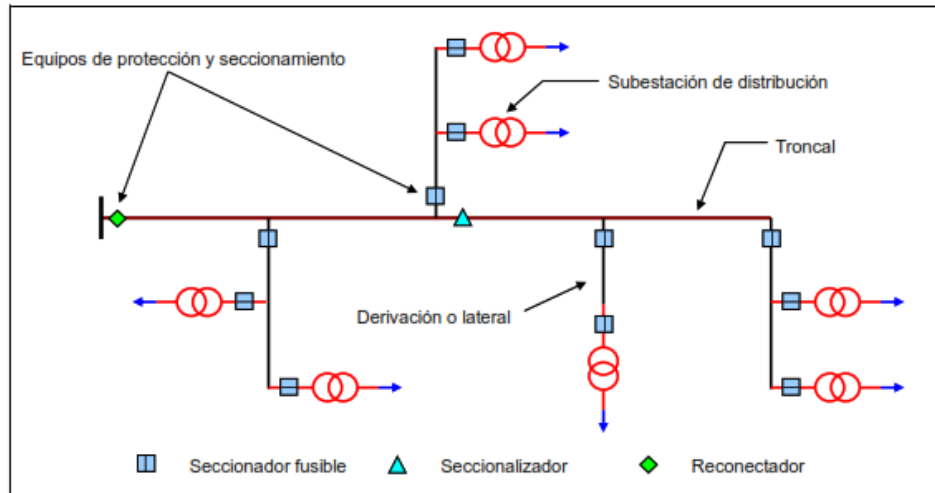 Equipos de protección y seccionamiento
Subestación de distribución
Troncal
Derivación o lateral
Seccionador fusible
Seccionalizador
Reconectador